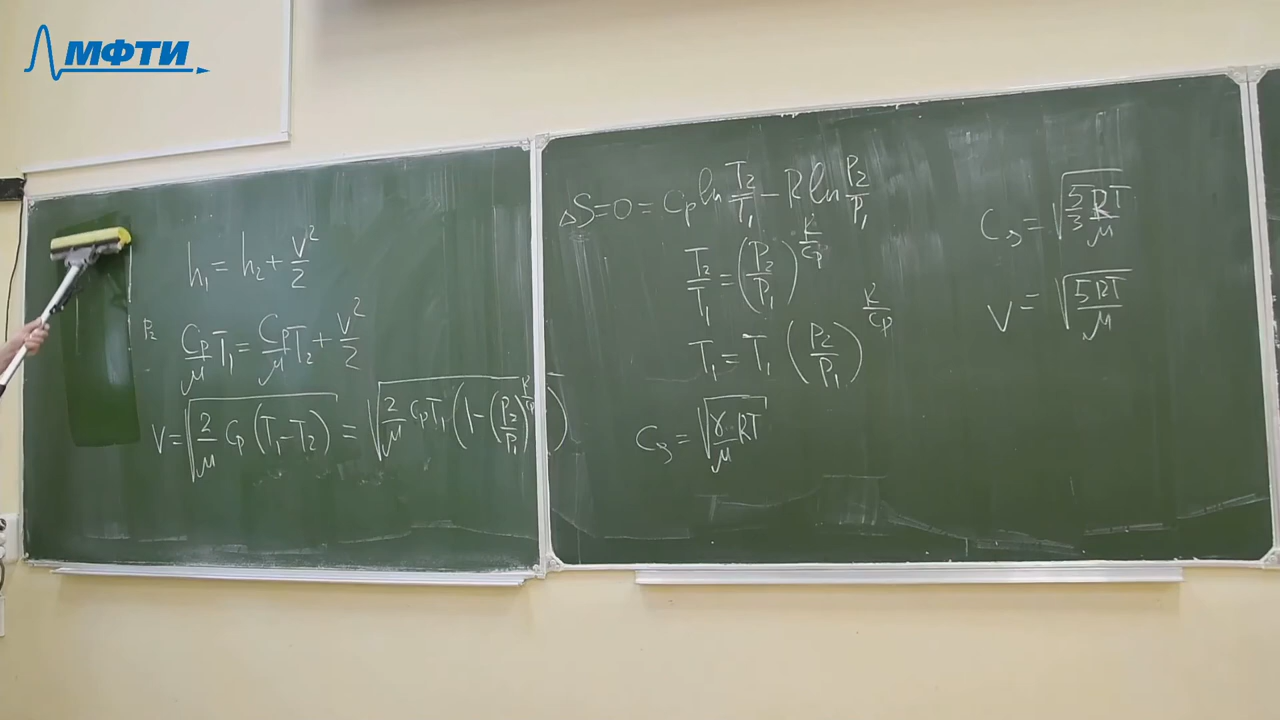 МФТИ
h₁ = h₂ + v²/2
P₂
Cp/μ T₁ = Cp/μ T₂ + v²/2
v = √(2/μ Cp (T₁ − T₂)) = √(2/μ CpT₁ (1 − (P₂/P₁)^(R/Cp)))
ΔS = 0 = Cp ln T₂/T₁ − R ln P₂/P₁
T₂/T₁ = (P₂/P₁)^(R/Cp)
T₁ = T₁ (P₂/P₁)^(R/Cp)
Cз = √(γ/μ RT)
Cз = √(5/3 RT/μ)
v = √(5RT/μ)